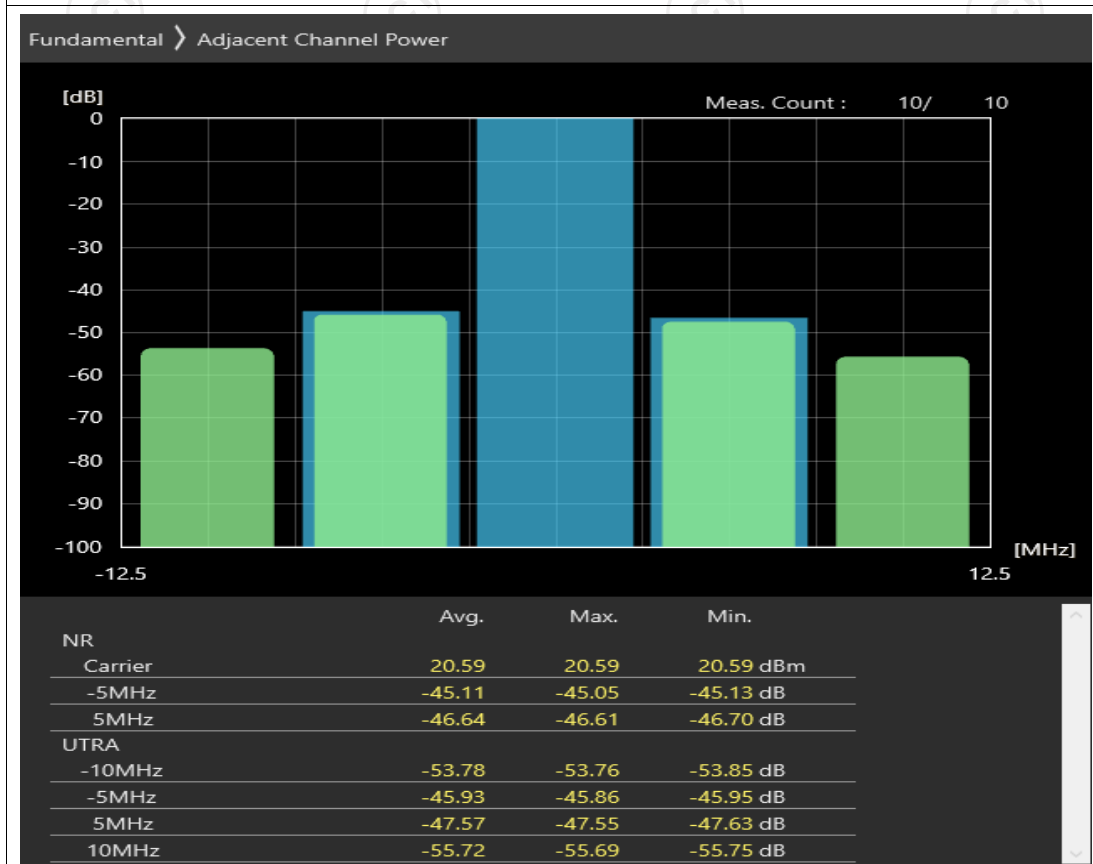 Fundamental ❯ Adjacent Channel Power
[dB]
Meas. Count : 10/ 10
0
-10
-20
-30
-40
-50
-60
-70
-80
-90
-100
[MHz]
-12.5 12.5
Avg. Max. Min.
NR
Carrier 20.59 20.59 20.59 dBm
-5MHz -45.11 -45.05 -45.13 dB
5MHz -46.64 -46.61 -46.70 dB
UTRA
-10MHz -53.78 -53.76 -53.85 dB
-5MHz -45.93 -45.86 -45.95 dB
5MHz -47.57 -47.55 -47.63 dB
10MHz -55.72 -55.69 -55.75 dB